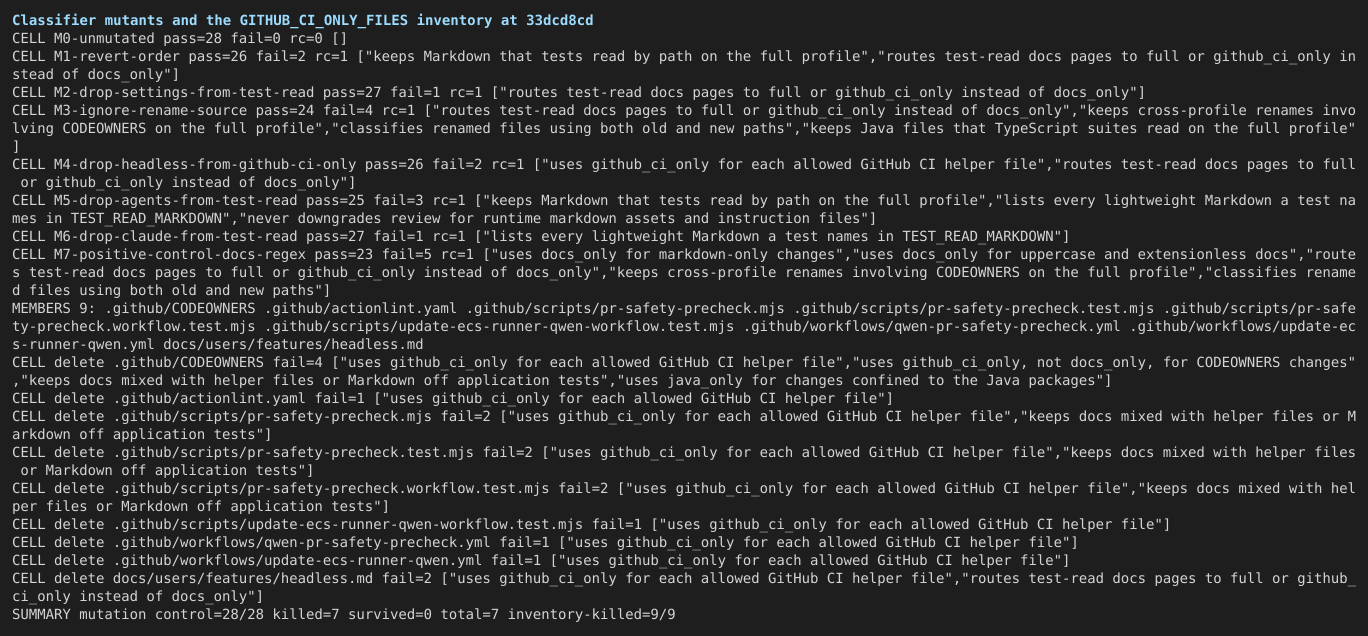 Classifier mutants and the GITHUB_CI_ONLY_FILES inventory at 33dcd8cd
CELL M0-unmutated pass=28 fail=0 rc=0 []
CELL M1-revert-order pass=26 fail=2 rc=1 ["keeps Markdown that tests read by path on the full profile","routes test-read docs pages to full or github_ci_only in
stead of docs_only"]
CELL M2-drop-settings-from-test-read pass=27 fail=1 rc=1 ["routes test-read docs pages to full or github_ci_only instead of docs_only"]
CELL M3-ignore-rename-source pass=24 fail=4 rc=1 ["routes test-read docs pages to full or github_ci_only instead of docs_only","keeps cross-profile renames invo
lving CODEOWNERS on the full profile","classifies renamed files using both old and new paths","keeps Java files that TypeScript suites read on the full profile"
]
CELL M4-drop-headless-from-github-ci-only pass=26 fail=2 rc=1 ["uses github_ci_only for each allowed GitHub CI helper file","routes test-read docs pages to full
 or github_ci_only instead of docs_only"]
CELL M5-drop-agents-from-test-read pass=25 fail=3 rc=1 ["keeps Markdown that tests read by path on the full profile","lists every lightweight Markdown a test na
mes in TEST_READ_MARKDOWN","never downgrades review for runtime markdown assets and instruction files"]
CELL M6-drop-claude-from-test-read pass=27 fail=1 rc=1 ["lists every lightweight Markdown a test names in TEST_READ_MARKDOWN"]
CELL M7-positive-control-docs-regex pass=23 fail=5 rc=1 ["uses docs_only for markdown-only changes","uses docs_only for uppercase and extensionless docs","route
s test-read docs pages to full or github_ci_only instead of docs_only","keeps cross-profile renames involving CODEOWNERS on the full profile","classifies rename
d files using both old and new paths"]
MEMBERS 9: .github/CODEOWNERS .github/actionlint.yaml .github/scripts/pr-safety-precheck.mjs .github/scripts/pr-safety-precheck.test.mjs .github/scripts/pr-safe
ty-precheck.workflow.test.mjs .github/scripts/update-ecs-runner-qwen-workflow.test.mjs .github/workflows/qwen-pr-safety-precheck.yml .github/workflows/update-ec
s-runner-qwen.yml docs/users/features/headless.md
CELL delete .github/CODEOWNERS fail=4 ["uses github_ci_only for each allowed GitHub CI helper file","uses github_ci_only, not docs_only, for CODEOWNERS changes"
,"keeps docs mixed with helper files or Markdown off application tests","uses java_only for changes confined to the Java packages"]
CELL delete .github/actionlint.yaml fail=1 ["uses github_ci_only for each allowed GitHub CI helper file"]
CELL delete .github/scripts/pr-safety-precheck.mjs fail=2 ["uses github_ci_only for each allowed GitHub CI helper file","keeps docs mixed with helper files or M
arkdown off application tests"]
CELL delete .github/scripts/pr-safety-precheck.test.mjs fail=2 ["uses github_ci_only for each allowed GitHub CI helper file","keeps docs mixed with helper files
 or Markdown off application tests"]
CELL delete .github/scripts/pr-safety-precheck.workflow.test.mjs fail=2 ["uses github_ci_only for each allowed GitHub CI helper file","keeps docs mixed with hel
per files or Markdown off application tests"]
CELL delete .github/scripts/update-ecs-runner-qwen-workflow.test.mjs fail=1 ["uses github_ci_only for each allowed GitHub CI helper file"]
CELL delete .github/workflows/qwen-pr-safety-precheck.yml fail=1 ["uses github_ci_only for each allowed GitHub CI helper file"]
CELL delete .github/workflows/update-ecs-runner-qwen.yml fail=1 ["uses github_ci_only for each allowed GitHub CI helper file"]
CELL delete docs/users/features/headless.md fail=2 ["uses github_ci_only for each allowed GitHub CI helper file","routes test-read docs pages to full or github_
ci_only instead of docs_only"]
SUMMARY mutation control=28/28 killed=7 survived=0 total=7 inventory-killed=9/9